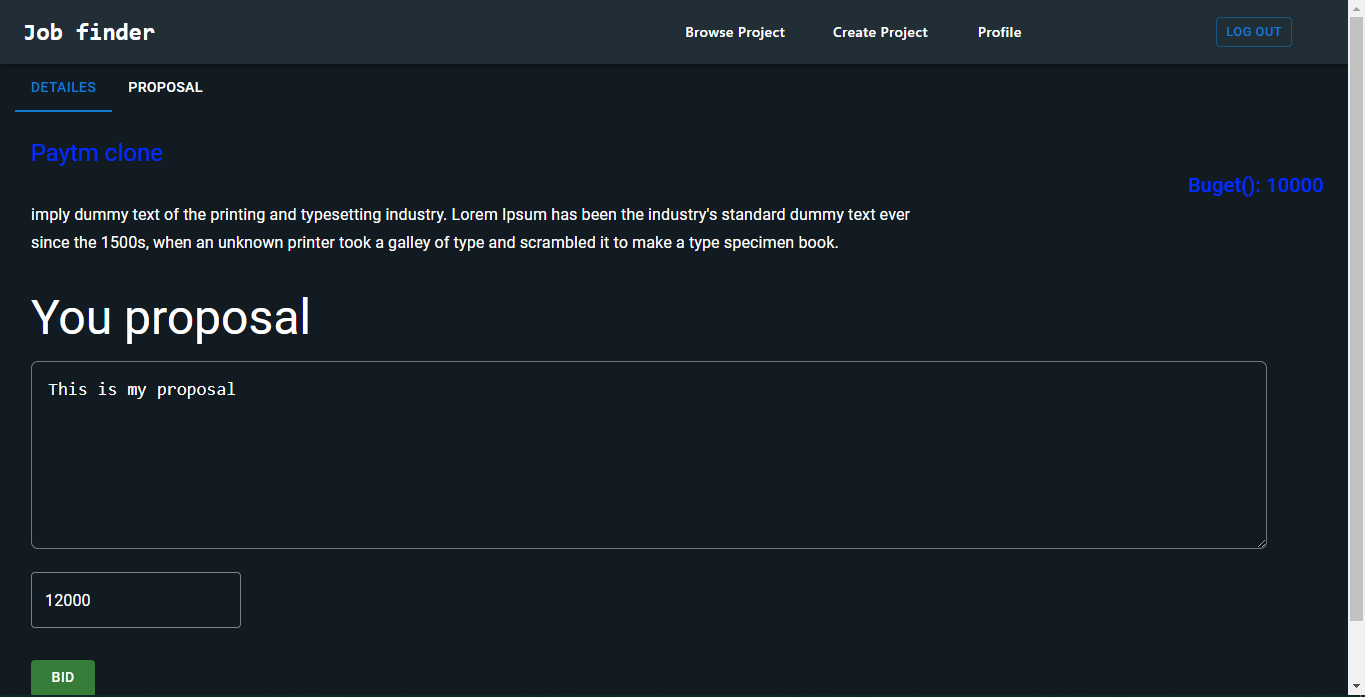 Job finder
Browse Project
Create Project
Profile
LOG OUT
DETAILES
PROPOSAL
Paytm clone
Buget(): 10000
imply dummy text of the printing and typesetting industry. Lorem Ipsum has been the industry's standard dummy text ever
since the 1500s, when an unknown printer took a galley of type and scrambled it to make a type specimen book.
You proposal
This is my proposal
12000
BID